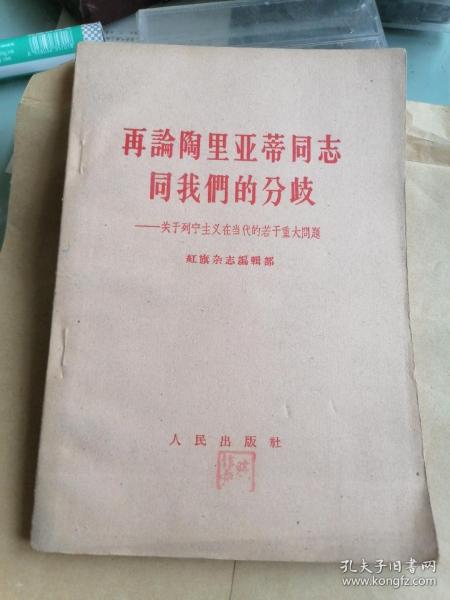 再論陶里亚蒂同志
同我們的分歧
——关于列宁主义在当代的若干重大問題
紅旗杂志編輯部
人民出版社
孔夫子旧书网
www.kongfz.com